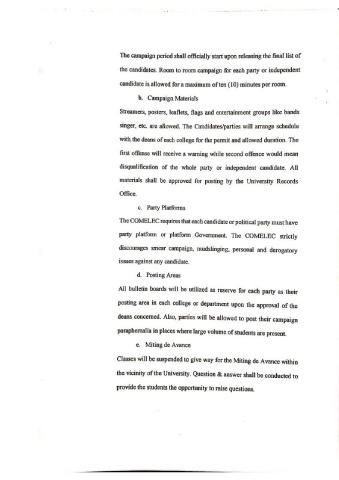 The campaign period shall officially start upon releasing the final list of
the candidates. Room to room campaign for each party or independent
candidate is allowed for a maximum of ten (10) minutes per room.
b. Campaign Materials
Streamers, posters, leaflets, flags and entertainment groups like bands
singer, etc. are allowed. The Candidates/parties will arrange schedule
with the deans of each college for the permit and allowed duration. The
first offense will receive a warning while second offence would mean
disqualification of the whole party or independent candidate. All
materials shall be approved for posting by the University Records
Office.
c. Party Platforms
The COMELEC requires that each candidate or political party must have
party platform or platform Government. The COMELEC strictly
discourages smear campaign, mudslinging, personal and derogatory
issues against any candidate.
d. Posting Areas
All bulletin boards will be utilized as reserve for each party as their
posting area in each college or department upon the approval of the
deans concerned. Also, parties will be allowed to post their campaign
paraphernalia in places where large volume of students are present.
e. Miting de Avance
Classes will be suspended to give way for the Miting de Avance within
the vicinity of the University. Question & answer shall be conducted to
provide the students the opportunity to raise questions.